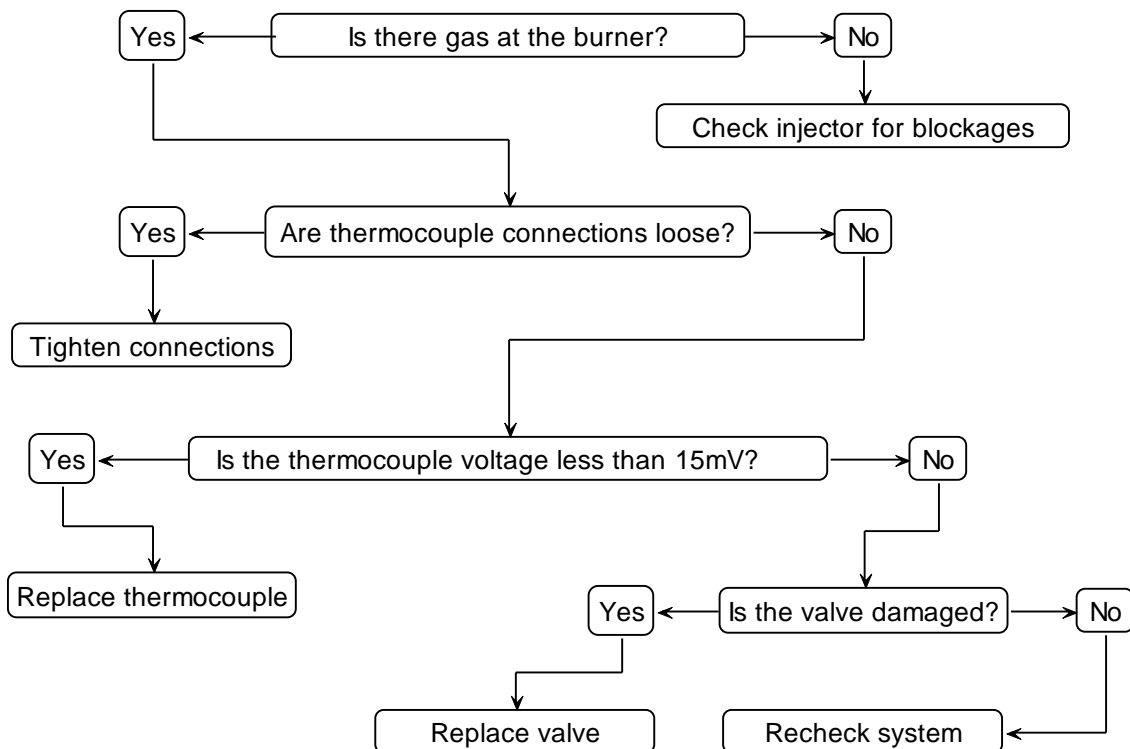 Yes
Is there gas at the burner?
No
Check injector for blockages
Yes
Are thermocouple connections loose?
No
Tighten connections
Yes
Is the thermocouple voltage less than 15mV?
No
Replace thermocouple
Yes
Is the valve damaged?
No
Replace valve
Recheck system